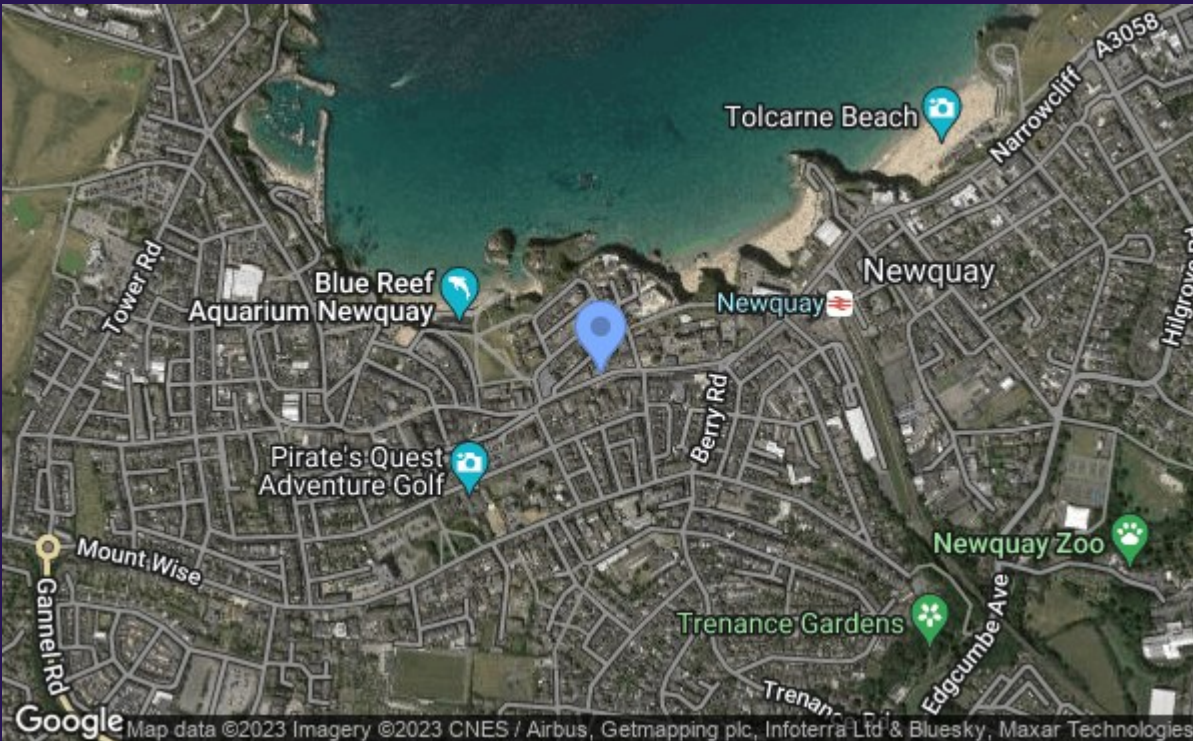 A3058
Narrowcliff
Tolcarne Beach
Tower Rd
Blue Reef
Aquarium Newquay
Newquay
Newquay
Berry Rd
Pirate's Quest
Adventure Golf
Mount Wise
Gannel Rd
Newquay Zoo
Trenance Gardens
Edgcumbe Ave
Google
Map data ©2023 Imagery ©2023 CNES / Airbus, Getmapping plc, Infoterra Ltd & Bluesky, Maxar Technologies